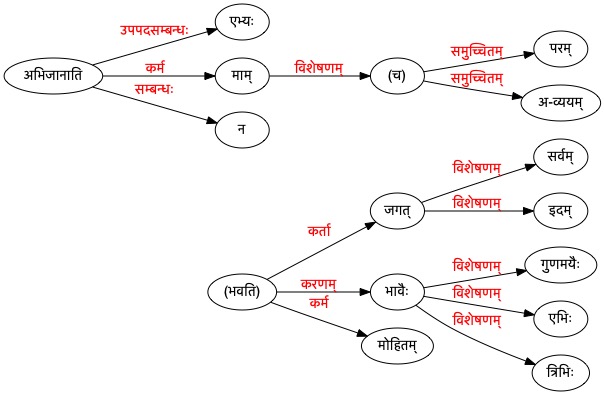 उपपदसम्बन्धः
एभ्यः
अभिजानाति
कर्म
माम्
विशेषणम्
(च)
समुच्चितम्
परम्
समुच्चितम्
अ-व्ययम्
सम्बन्धः
न
विशेषणम्
सर्वम्
जगत्
विशेषणम्
इदम्
कर्ता
(भवति)
करणम्
भावैः
विशेषणम्
गुणमयैः
विशेषणम्
एभिः
विशेषणम्
त्रिभिः
कर्म
मोहितम्